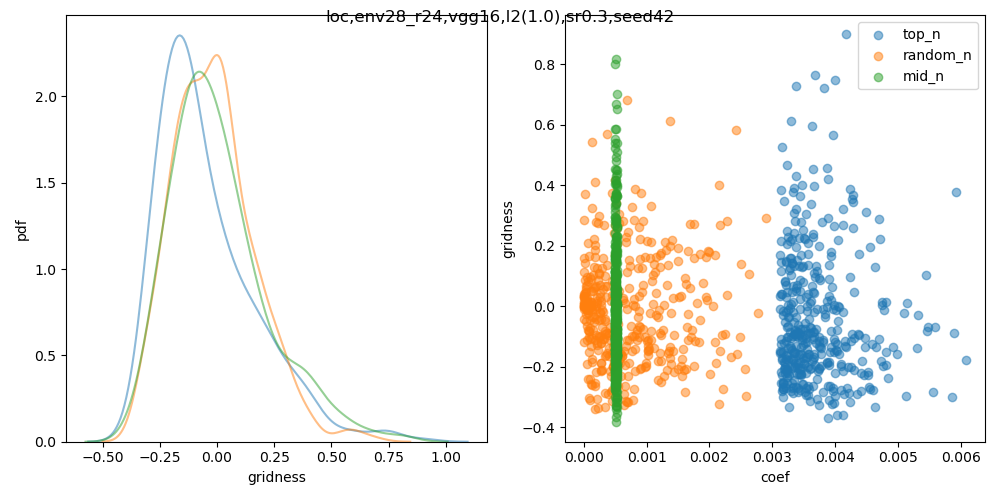 loc,env28_r24,vgg16,l2(1.0),sr0.3,seed42
pdf
2.0
1.5
1.0
0.5
0.0
−0.50 −0.25 0.00 0.25 0.50 0.75 1.00
gridness
gridness
0.8
0.6
0.4
0.2
0.0
−0.2
−0.4
0.000 0.001 0.002 0.003 0.004 0.005 0.006
coef
top_n
random_n
mid_n